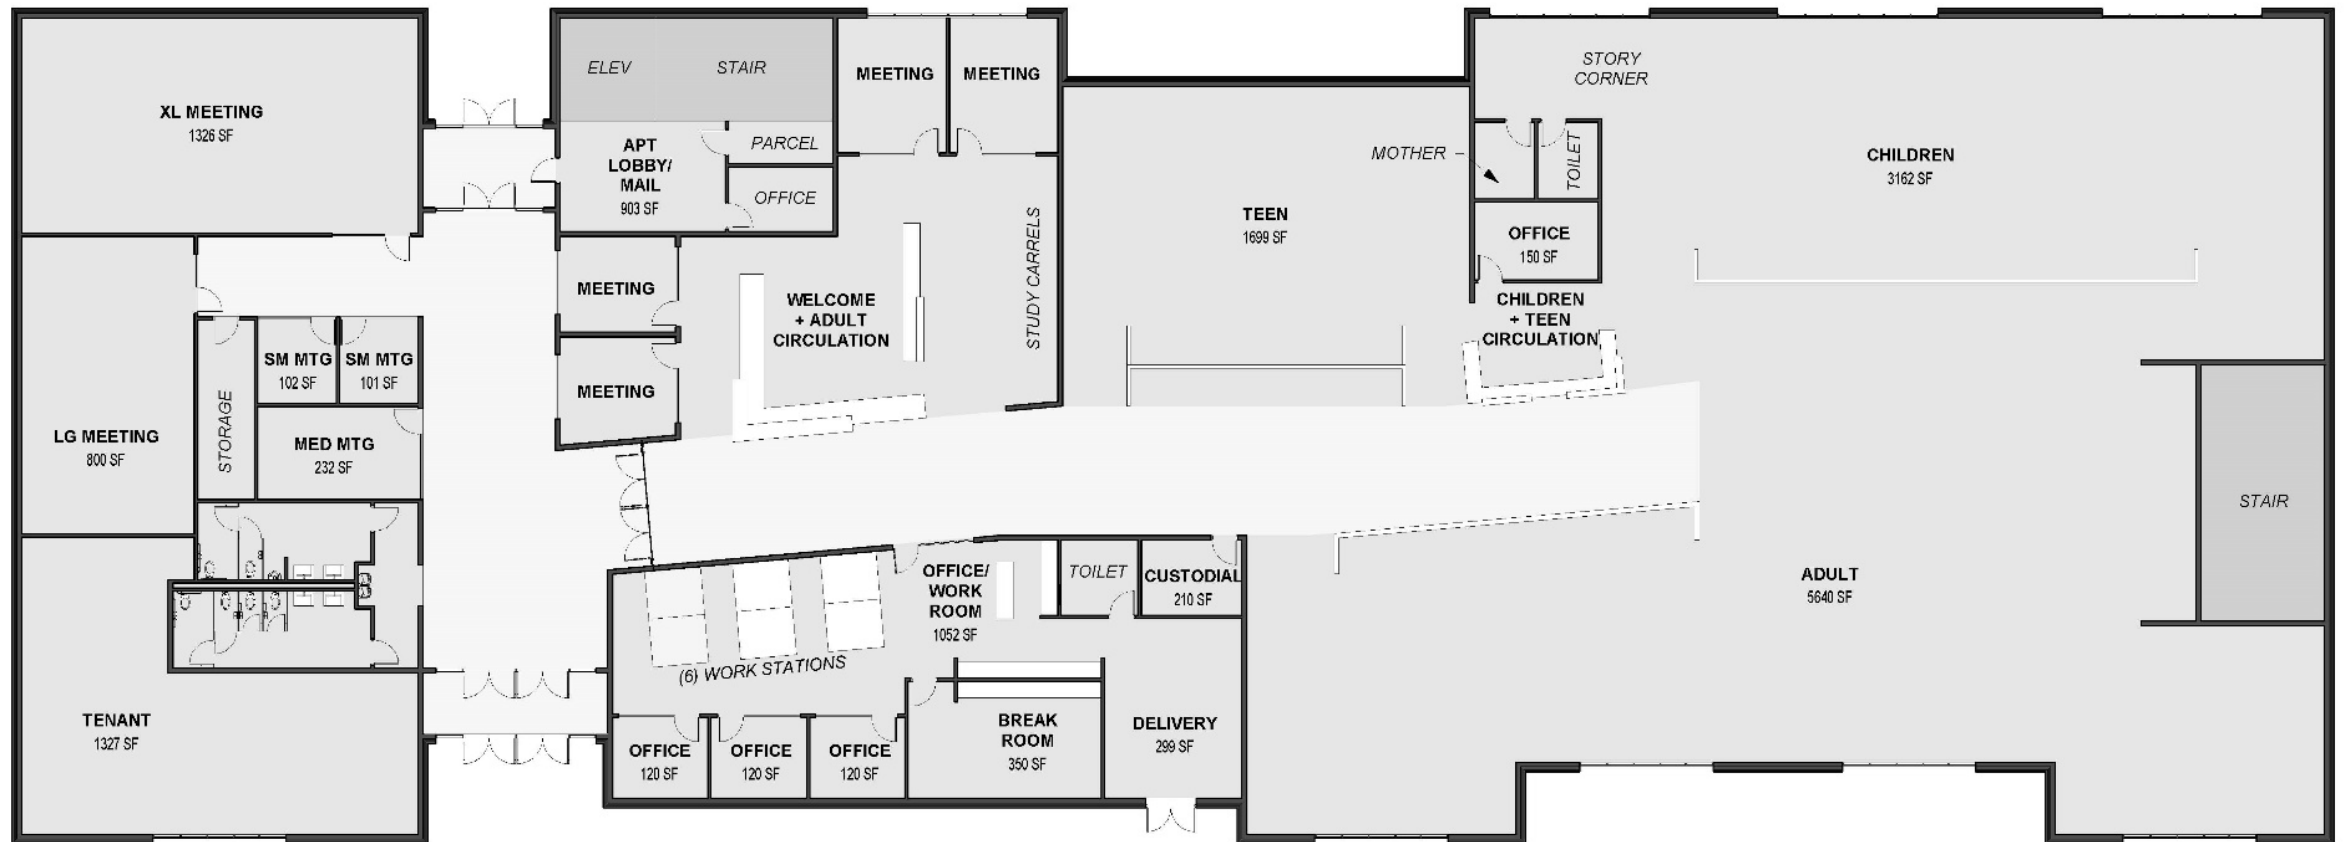 XL MEETING
1326 SF
ELEV
STAIR
MEETING
MEETING
APT
LOBBY/
MAIL
903 SF
PARCEL
OFFICE
STORY
CORNER
MOTHER
TOILET
CHILDREN
3162 SF
TEEN
1699 SF
OFFICE
150 SF
CHILDREN
+ TEEN
CIRCULATION
MEETING
WELCOME
+ ADULT
CIRCULATION
STUDY CARRELS
MEETING
SM MTG
102 SF
SM MTG
101 SF
STORAGE
LG MEETING
800 SF
MED MTG
232 SF
STAIR
OFFICE/
WORK
ROOM
1052 SF
TOILET
CUSTODIAL
210 SF
ADULT
5640 SF
(6) WORK STATIONS
TENANT
1327 SF
OFFICE
120 SF
OFFICE
120 SF
OFFICE
120 SF
BREAK
ROOM
350 SF
DELIVERY
299 SF